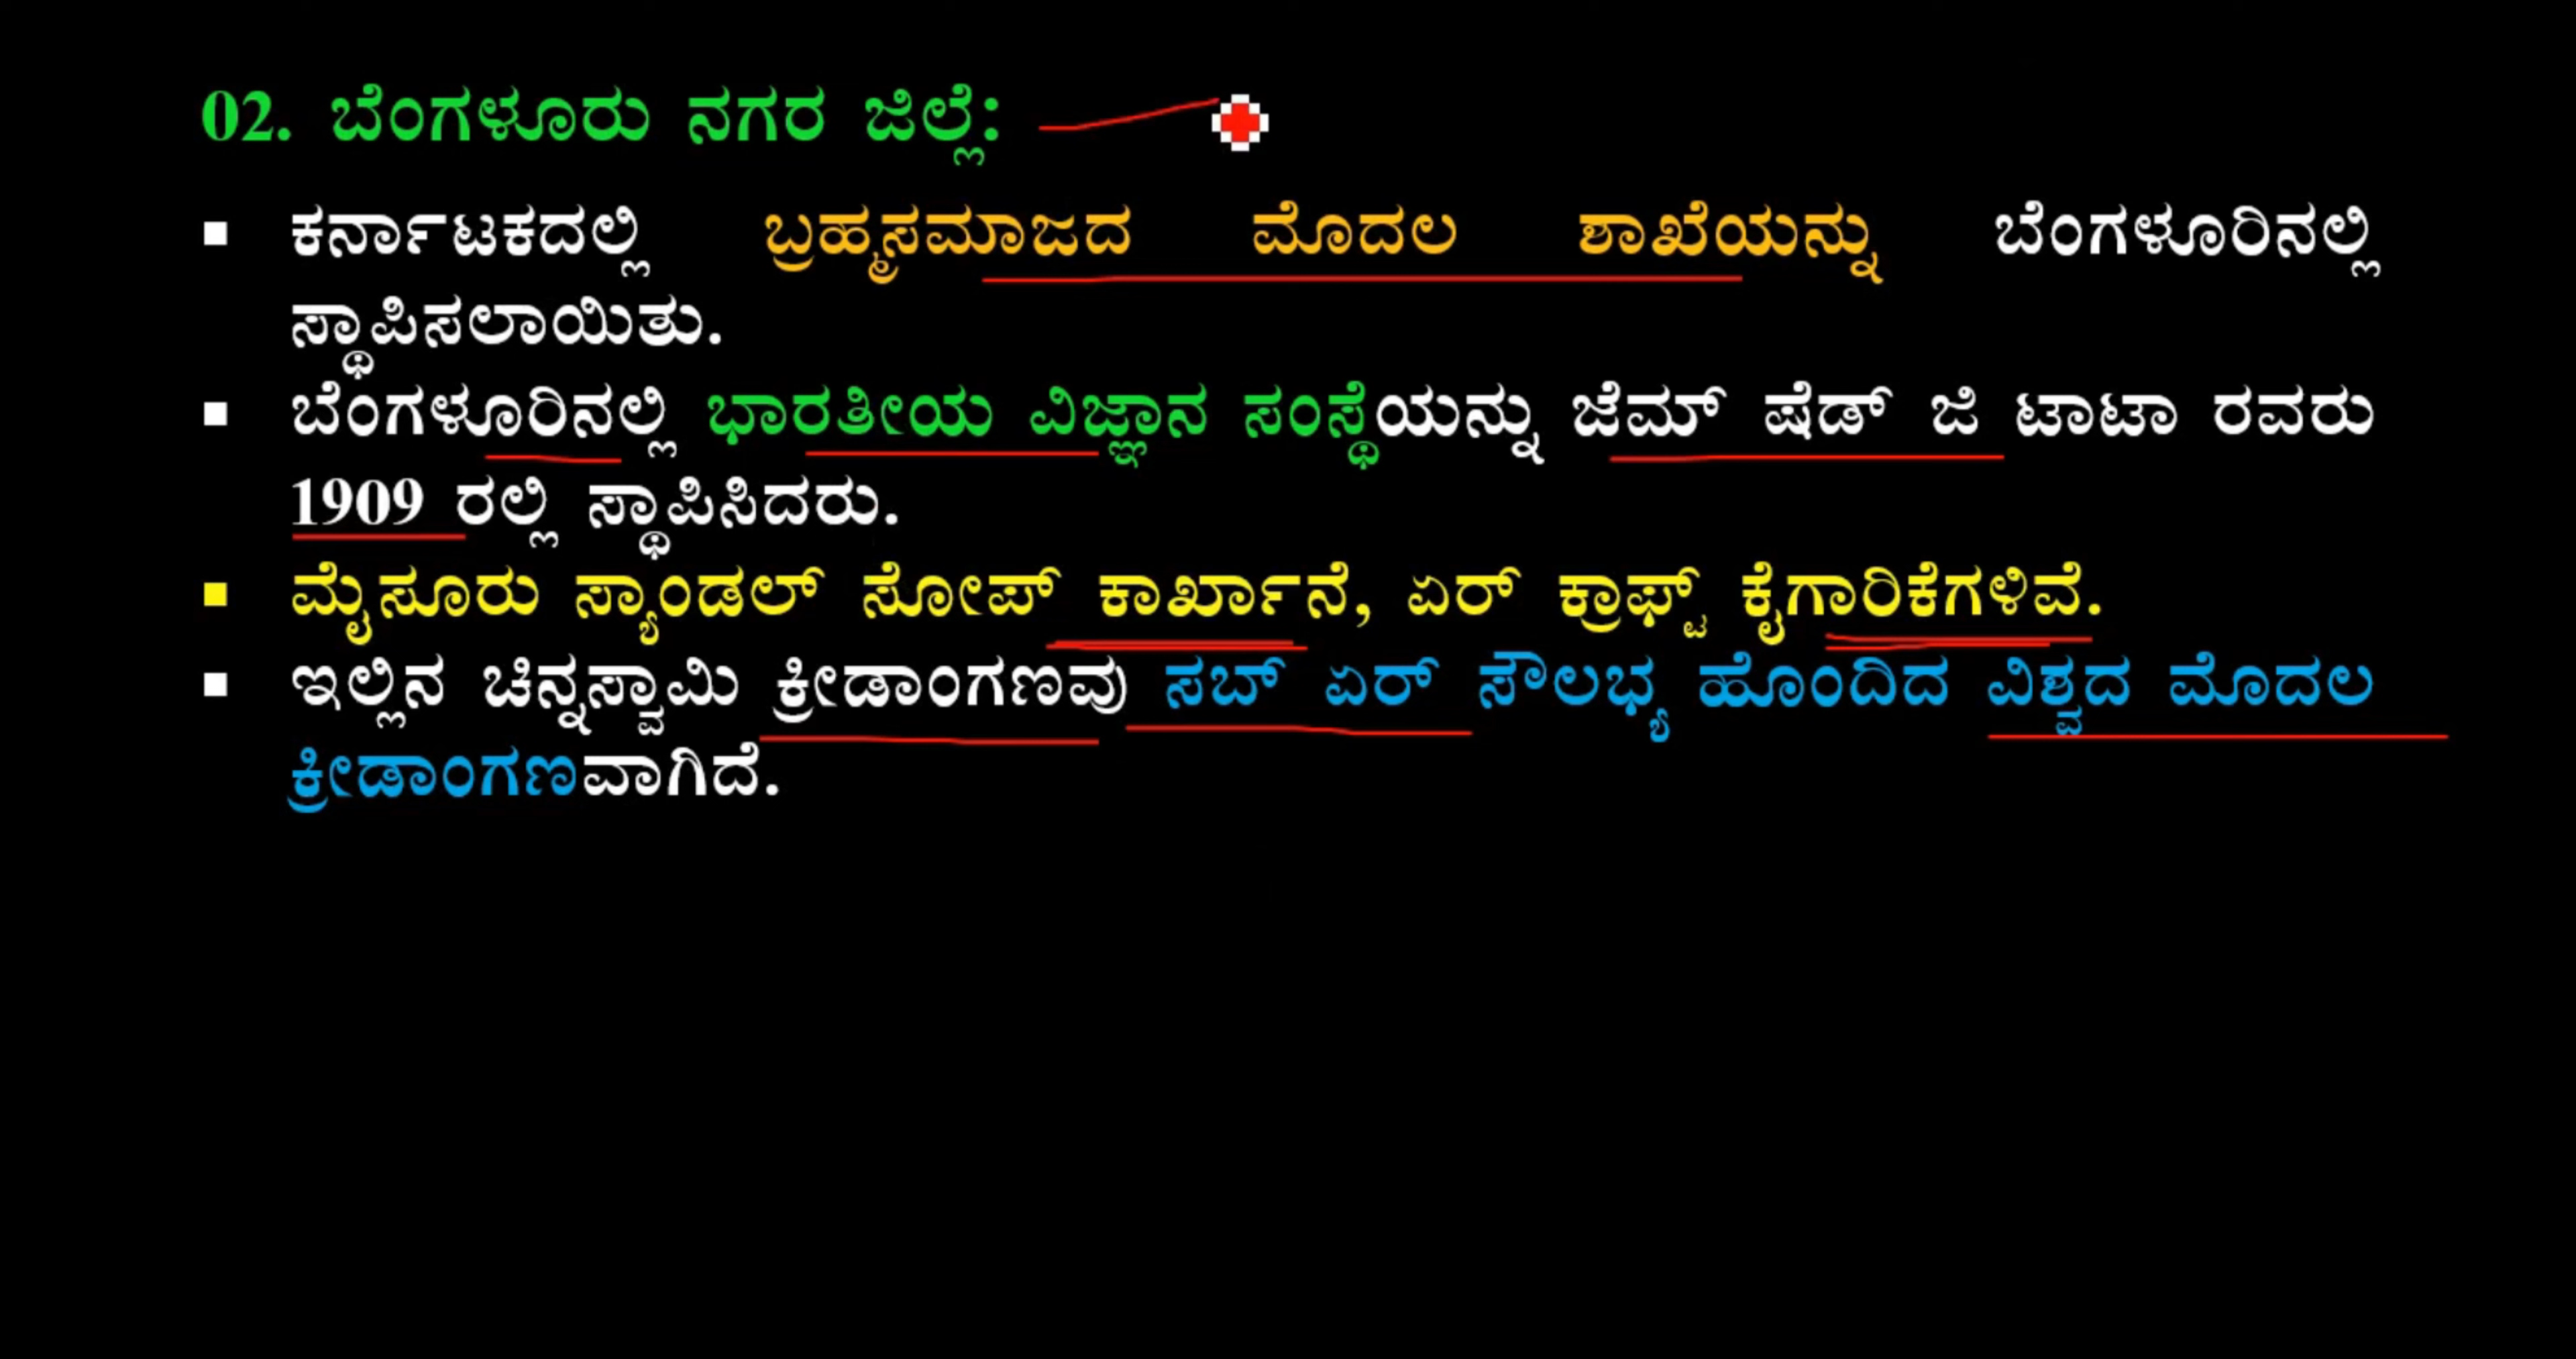 02. ಬೆಂಗಳೂರು ನಗರ ಜಿಲ್ಲೆ:
▪ ಕರ್ನಾಟಕದಲ್ಲಿ ಬ್ರಹ್ಮಸಮಾಜದ ಮೊದಲ ಶಾಖೆಯನ್ನು ಬೆಂಗಳೂರಿನಲ್ಲಿ
ಸ್ಥಾಪಿಸಲಾಯಿತು.
▪ ಬೆಂಗಳೂರಿನಲ್ಲಿ ಭಾರತೀಯ ವಿಜ್ಞಾನ ಸಂಸ್ಥೆಯನ್ನು ಜೆಮ್ ಷೆಡ್ ಜಿ ಟಾಟಾ ರವರು
1909 ರಲ್ಲಿ ಸ್ಥಾಪಿಸಿದರು.
▪ ಮೈಸೂರು ಸ್ಯಾಂಡಲ್ ಸೋಪ್ ಕಾರ್ಖಾನೆ, ಏರ್ ಕ್ರಾಫ್ಟ್ ಕೈಗಾರಿಕೆಗಳಿವೆ.
▪ ಇಲ್ಲಿನ ಚಿನ್ನಸ್ವಾಮಿ ಕ್ರೀಡಾಂಗಣವು ಸಬ್ ಏರ್ ಸೌಲಭ್ಯ ಹೊಂದಿದ ವಿಶ್ವದ ಮೊದಲ
ಕ್ರೀಡಾಂಗಣವಾಗಿದೆ.